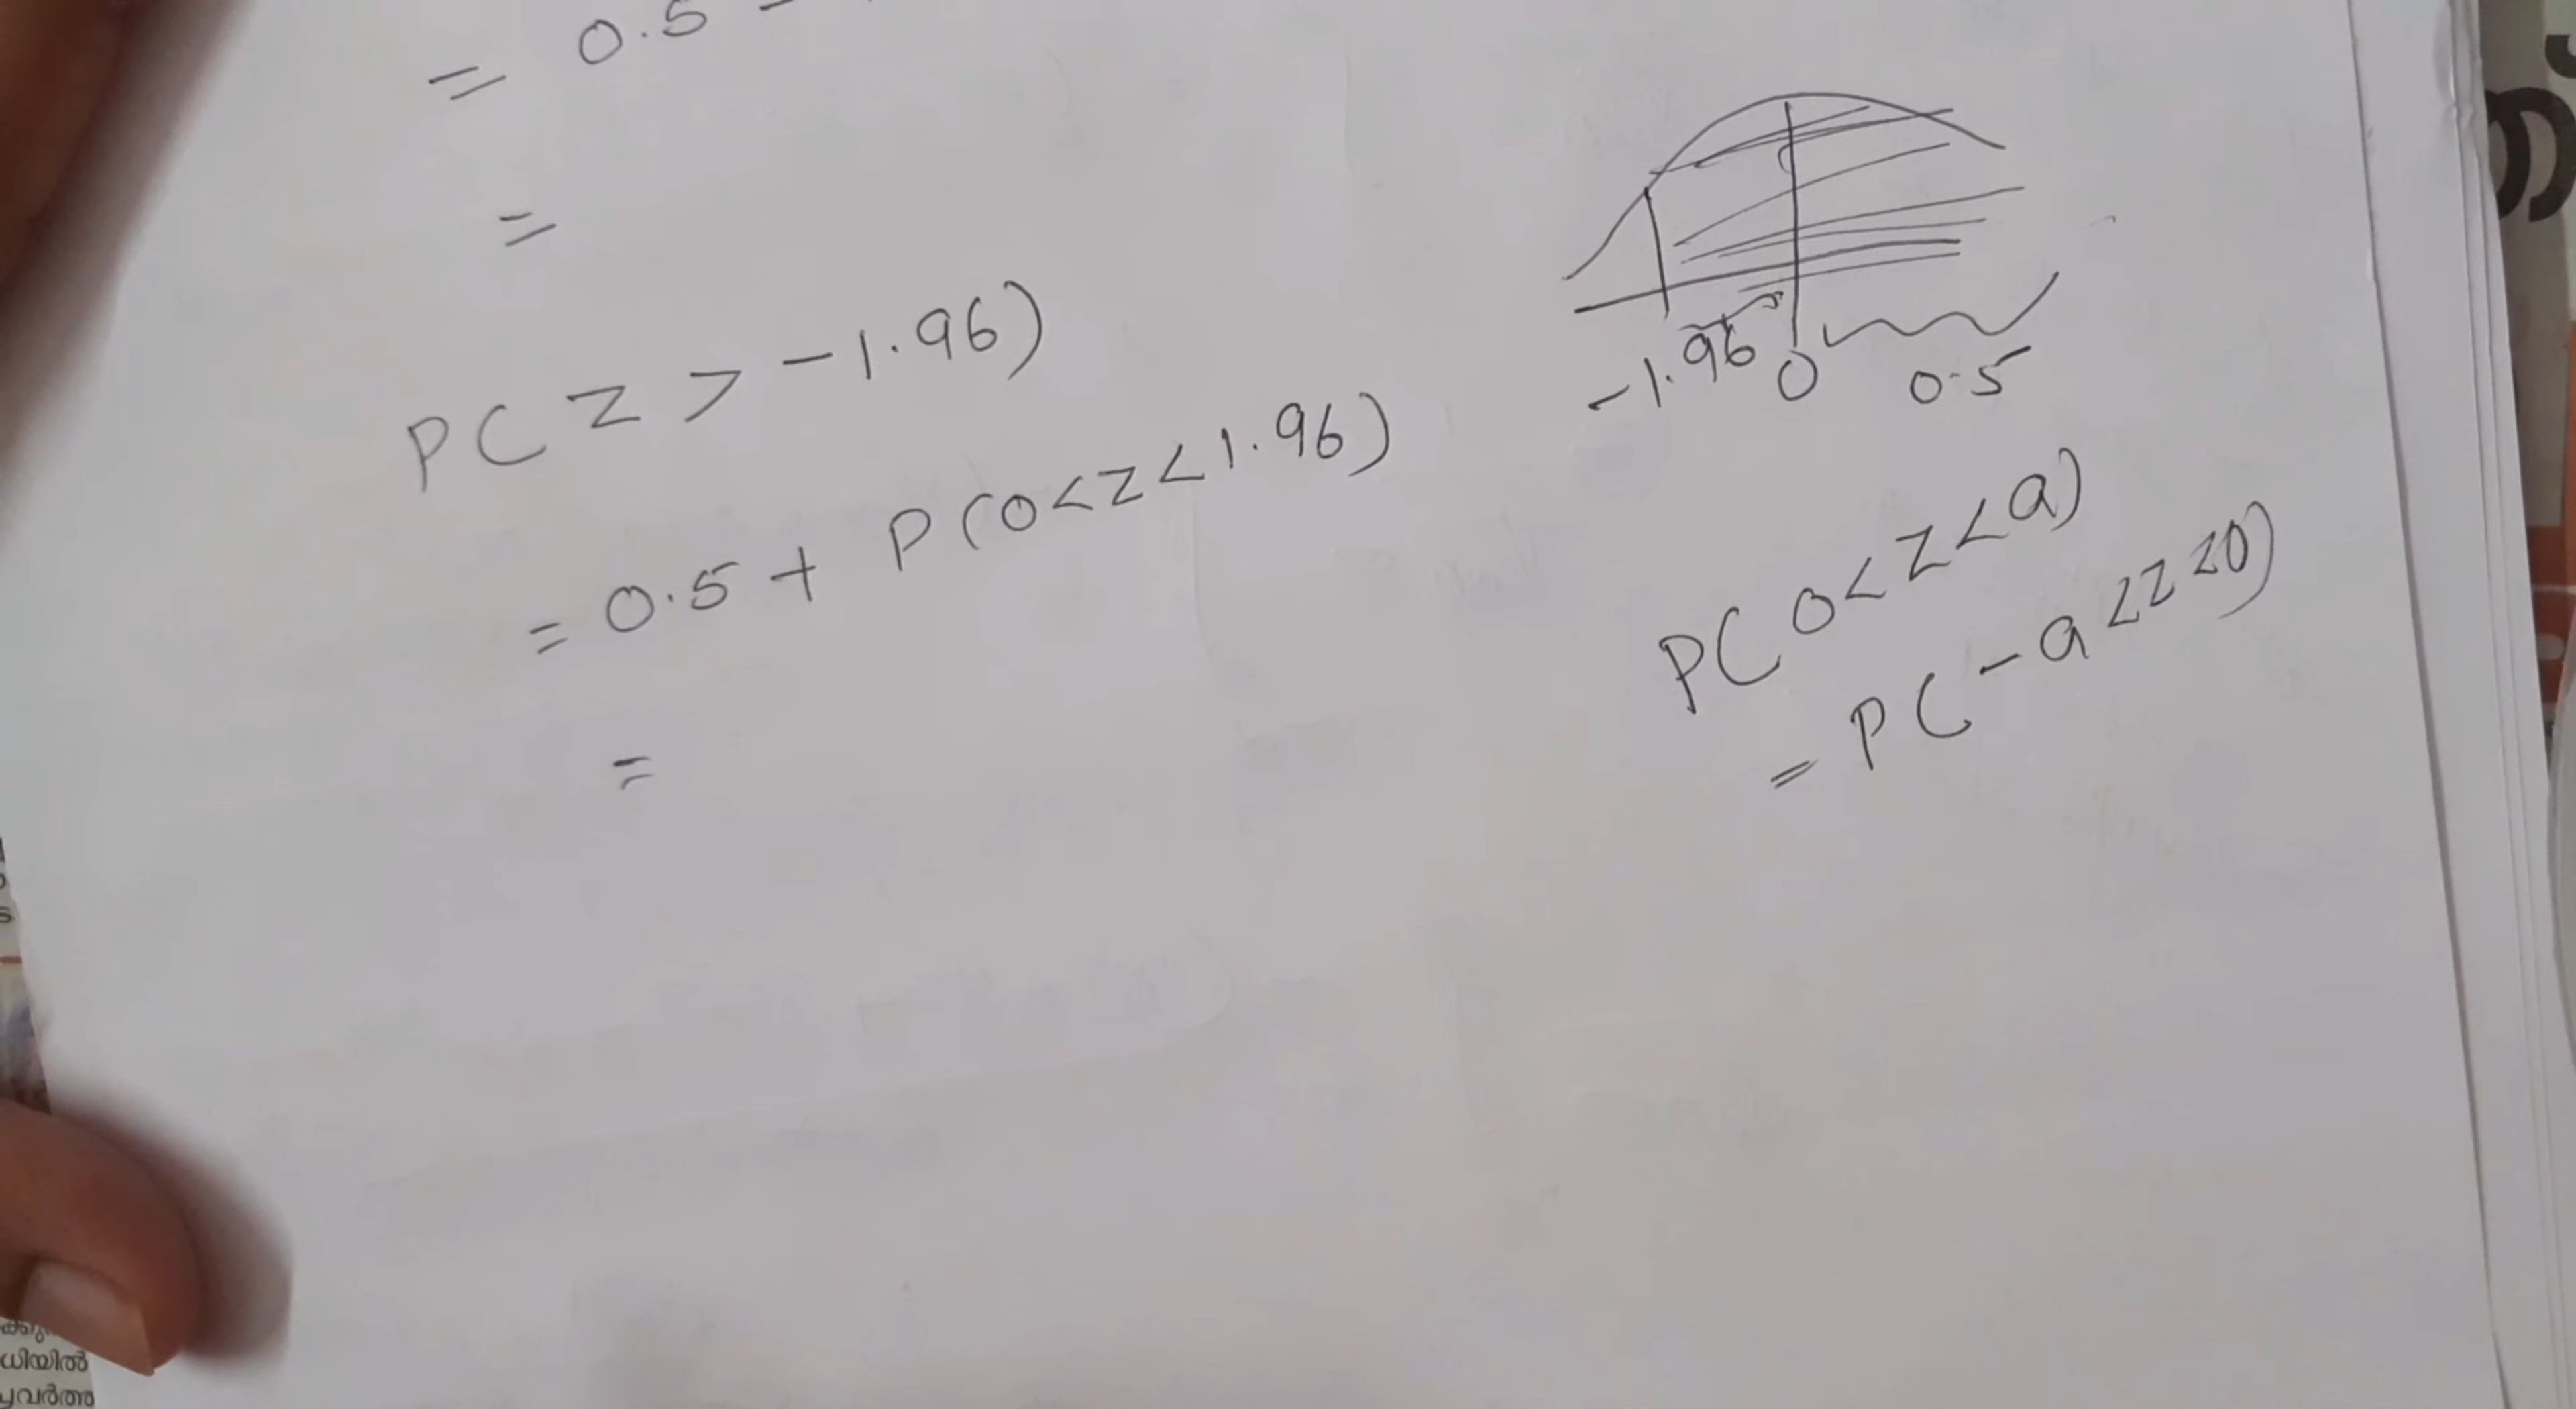 = 0.5 -
=
P(Z > -1.96)
= 0.5 + P(0<Z<1.96)
=
-1.96 0 0.5
P(0<Z<a)
= P(-a<Z<0)
ധിയിൽ